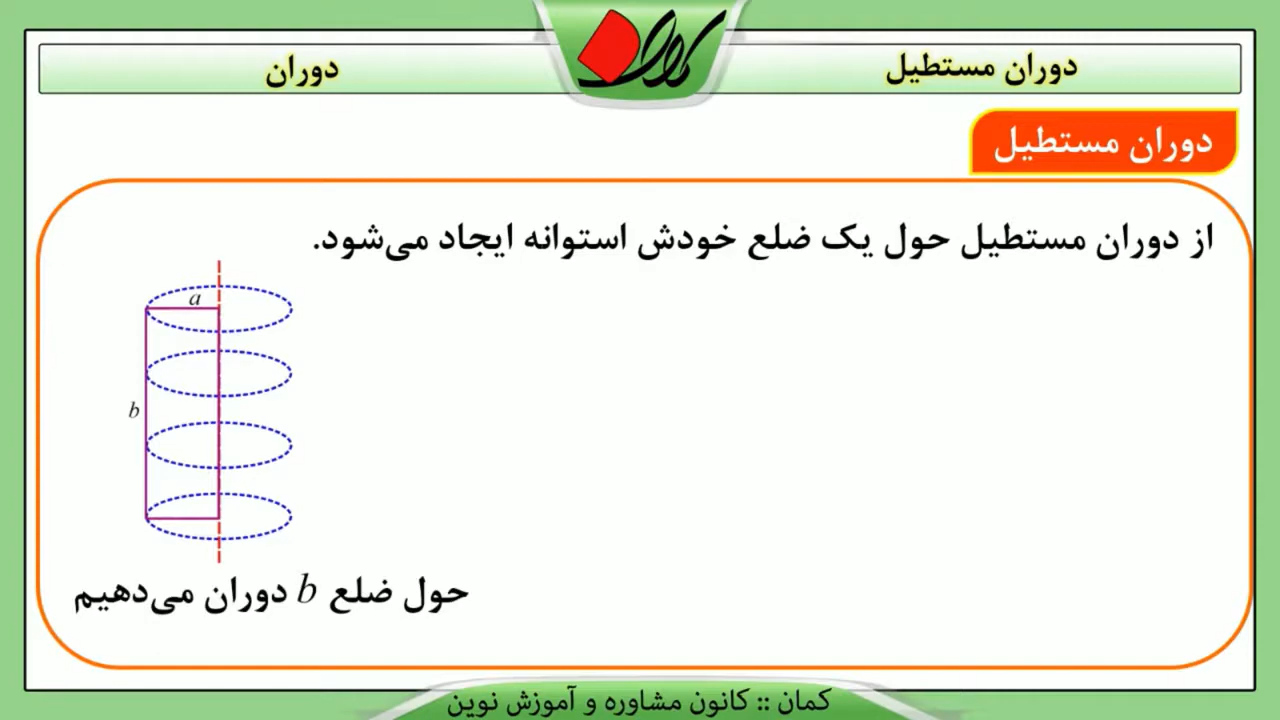 دوران مستطیل
کمان
دوران
دوران مستطیل
از دوران مستطیل حول یک ضلع خودش استوانه ایجاد می‌شود.
a
b
حول ضلع b دوران می‌دهیم
کمان :: کانون مشاوره و آموزش نوین